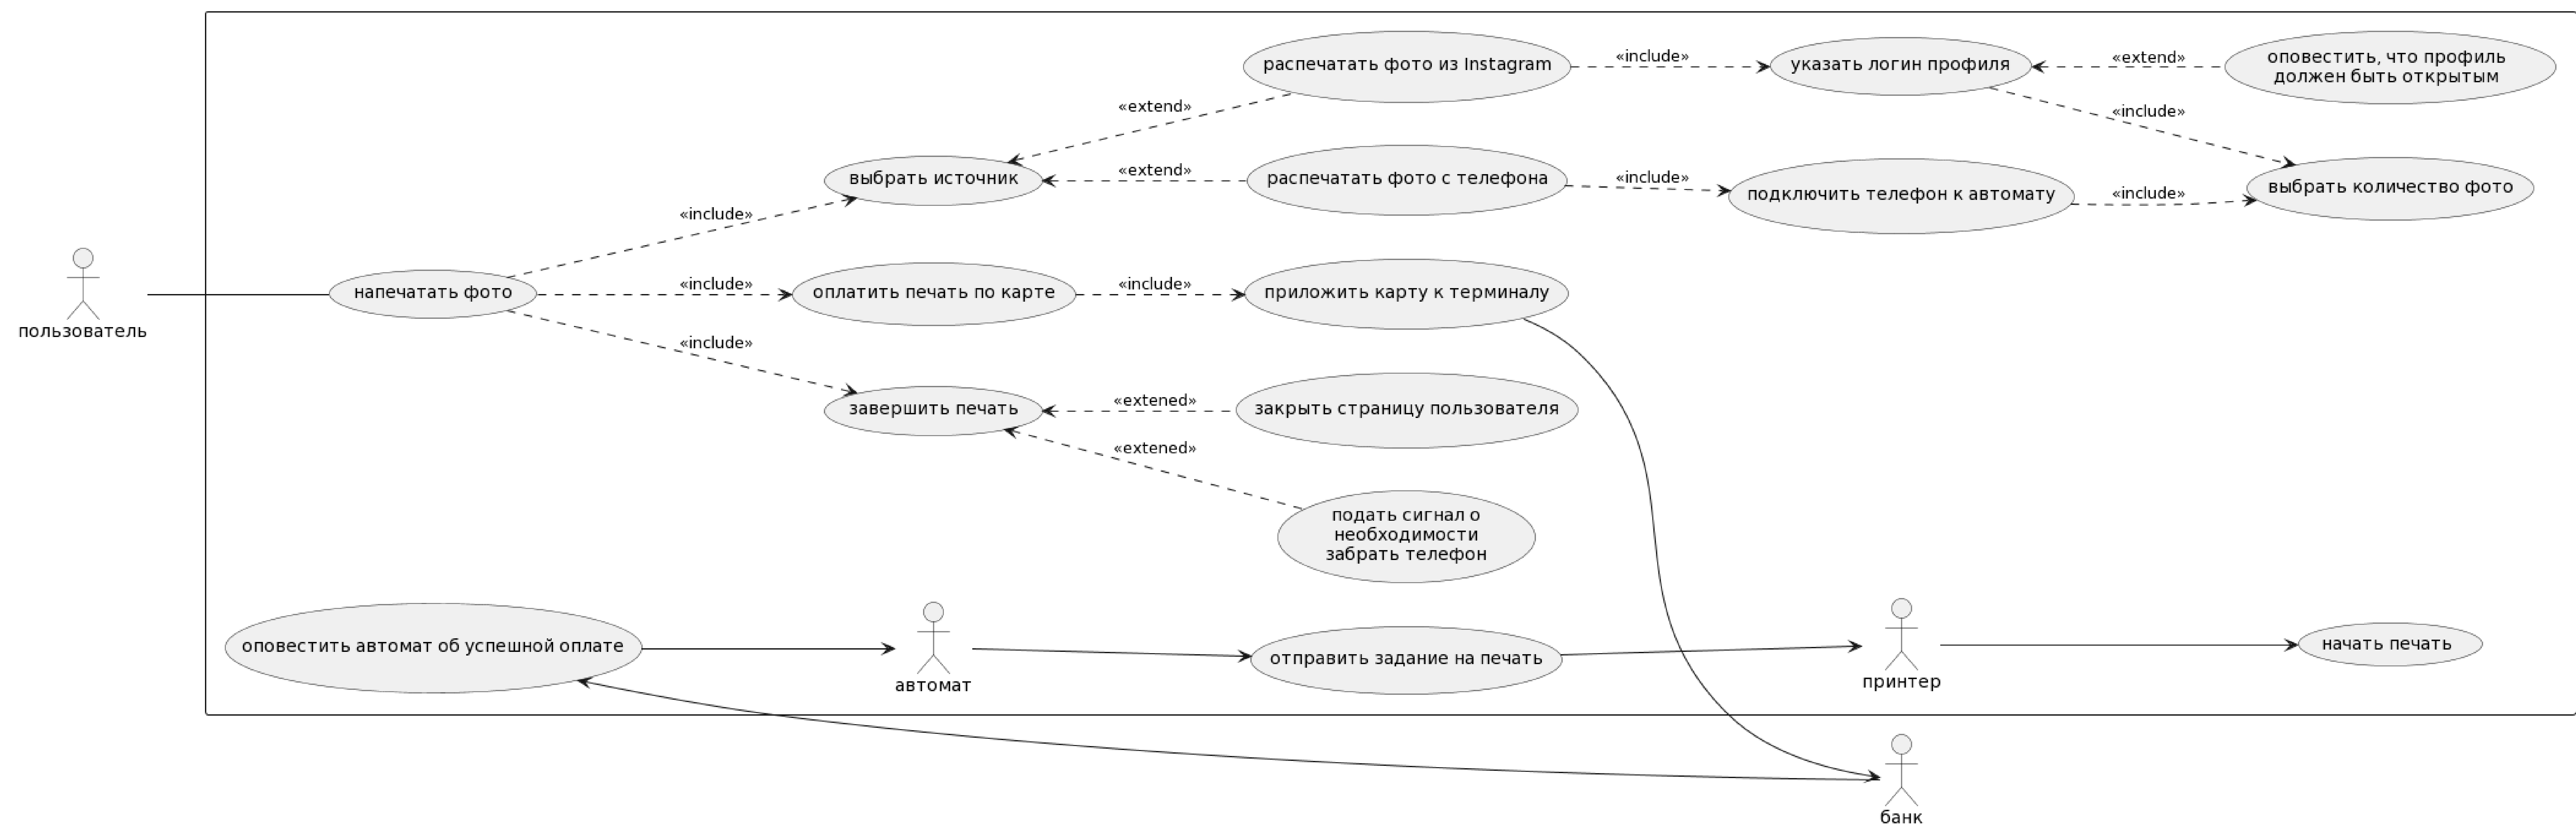 распечатать фото из Instagram
«include»
указать логин профиля
«extend»
оповестить, что профиль
должен быть открытым
«extend»
«include»
выбрать источник
«extend»
распечатать фото с телефона
«include»
подключить телефон к автомату
«include»
выбрать количество фото
«include»
пользователь
напечатать фото
«include»
оплатить печать по карте
«include»
приложить карту к терминалу
«include»
завершить печать
«extened»
закрыть страницу пользователя
«extened»
подать сигнал о
необходимости
забрать телефон
оповестить автомат об успешной оплате
автомат
отправить задание на печать
принтер
начать печать
банк